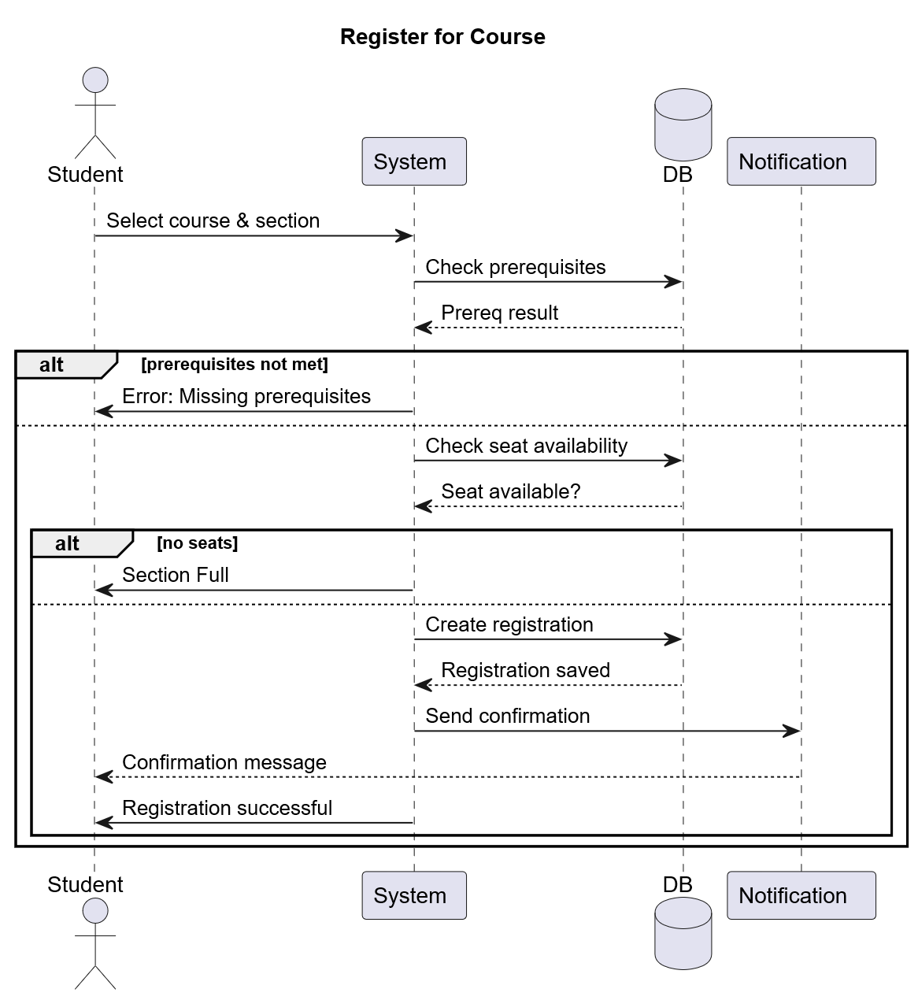 Register for Course
Student
System
DB
Notification
Select course & section
Check prerequisites
Prereq result
alt
[prerequisites not met]
Error: Missing prerequisites
Check seat availability
Seat available?
alt
[no seats]
Section Full
Create registration
Registration saved
Send confirmation
Confirmation message
Registration successful
Student
System
DB
Notification